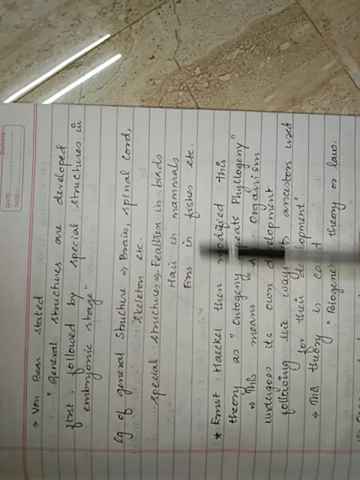 → Von Baer stated
" General structures are developed
first, followed by special structures in
embryonic stage"
Eg of general structure → Brain, spinal cord,
skeleton etc.
special structures → Feathers in birds
Hair in mammals
Fins in fishes etc.
* Ernst Haeckel then modified this
theory as "Ontogeny repeats Phyllogeny"
→ This means organism
undergoes its own development
following the ways its ancestors used
for their development"
→ This theory is
" Biogenetic theory or law.